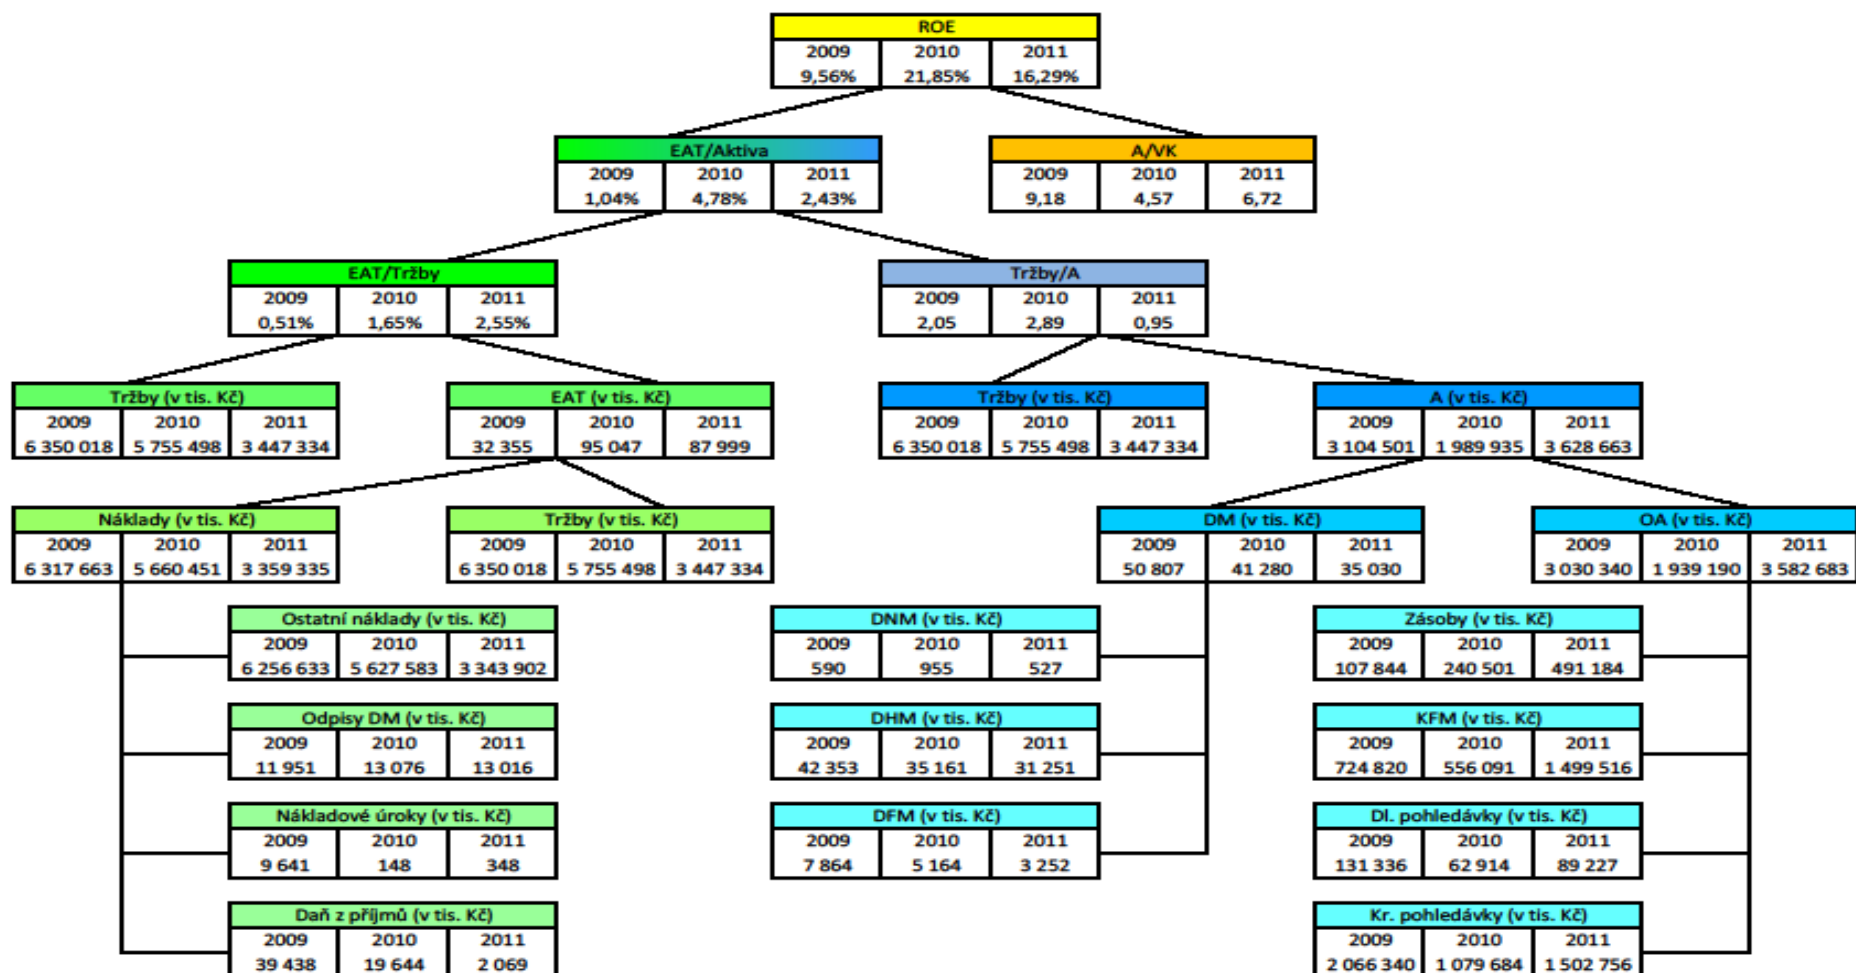 ROE
2009 2010 2011
9,56% 21,85% 16,29%
EAT/Aktiva
2009 2010 2011
1,04% 4,78% 2,43%
A/VK
2009 2010 2011
9,18 4,57 6,72
EAT/Tržby
2009 2010 2011
0,51% 1,65% 2,55%
Tržby/A
2009 2010 2011
2,05 2,89 0,95
Tržby (v tis. Kč)
2009 2010 2011
6 350 018 5 755 498 3 447 334
EAT (v tis. Kč)
2009 2010 2011
32 355 95 047 87 999
Tržby (v tis. Kč)
2009 2010 2011
6 350 018 5 755 498 3 447 334
A (v tis. Kč)
2009 2010 2011
3 104 501 1 989 935 3 628 663
Náklady (v tis. Kč)
2009 2010 2011
6 317 663 5 660 451 3 359 335
Tržby (v tis. Kč)
2009 2010 2011
6 350 018 5 755 498 3 447 334
DM (v tis. Kč)
2009 2010 2011
50 807 41 280 35 030
OA (v tis. Kč)
2009 2010 2011
3 030 340 1 939 190 3 582 683
Ostatní náklady (v tis. Kč)
2009 2010 2011
6 256 633 5 627 583 3 343 902
DNM (v tis. Kč)
2009 2010 2011
590 955 527
Zásoby (v tis. Kč)
2009 2010 2011
107 844 240 501 491 184
Odpisy DM (v tis. Kč)
2009 2010 2011
11 951 13 076 13 016
DHM (v tis. Kč)
2009 2010 2011
42 353 35 161 31 251
KFM (v tis. Kč)
2009 2010 2011
724 820 556 091 1 499 516
Nákladové úroky (v tis. Kč)
2009 2010 2011
9 641 148 348
DFM (v tis. Kč)
2009 2010 2011
7 864 5 164 3 252
Dl. pohledávky (v tis. Kč)
2009 2010 2011
131 336 62 914 89 227
Daň z příjmů (v tis. Kč)
2009 2010 2011
39 438 19 644 2 069
Kr. pohledávky (v tis. Kč)
2009 2010 2011
2 066 340 1 079 684 1 502 756